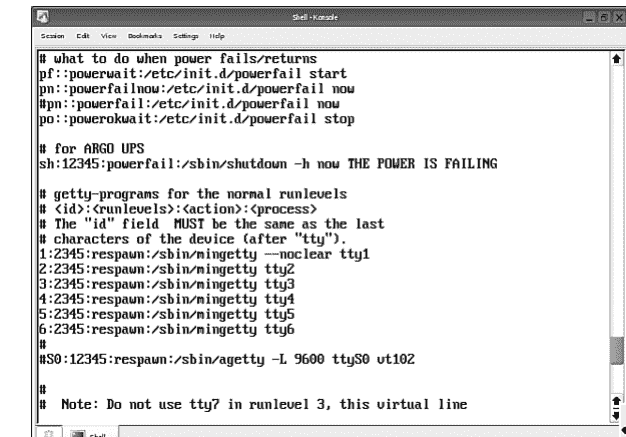 Shell - Konsole
Session Edit View Bookmarks Settings Help
# what to do when power fails/returns
pf::powerwait:/etc/init.d/powerfail start
pn::powerfailnow:/etc/init.d/powerfail now
#pn::powerfail:/etc/init.d/powerfail now
po::powerokwait:/etc/init.d/powerfail stop
# for ARGO UPS
sh:12345:powerfail:/sbin/shutdown -h now THE POWER IS FAILING
# getty-programs for the normal runlevels
# <id>:<runlevels>:<action>:<process>
# The "id" field  MUST be the same as the last
# characters of the device (after "tty").
1:2345:respawn:/sbin/mingetty --noclear tty1
2:2345:respawn:/sbin/mingetty tty2
3:2345:respawn:/sbin/mingetty tty3
4:2345:respawn:/sbin/mingetty tty4
5:2345:respawn:/sbin/mingetty tty5
6:2345:respawn:/sbin/mingetty tty6
#
#S0:12345:respawn:/sbin/agetty -L 9600 ttyS0 vt102
#
#  Note: Do not use tty7 in runlevel 3, this virtual line
Shell